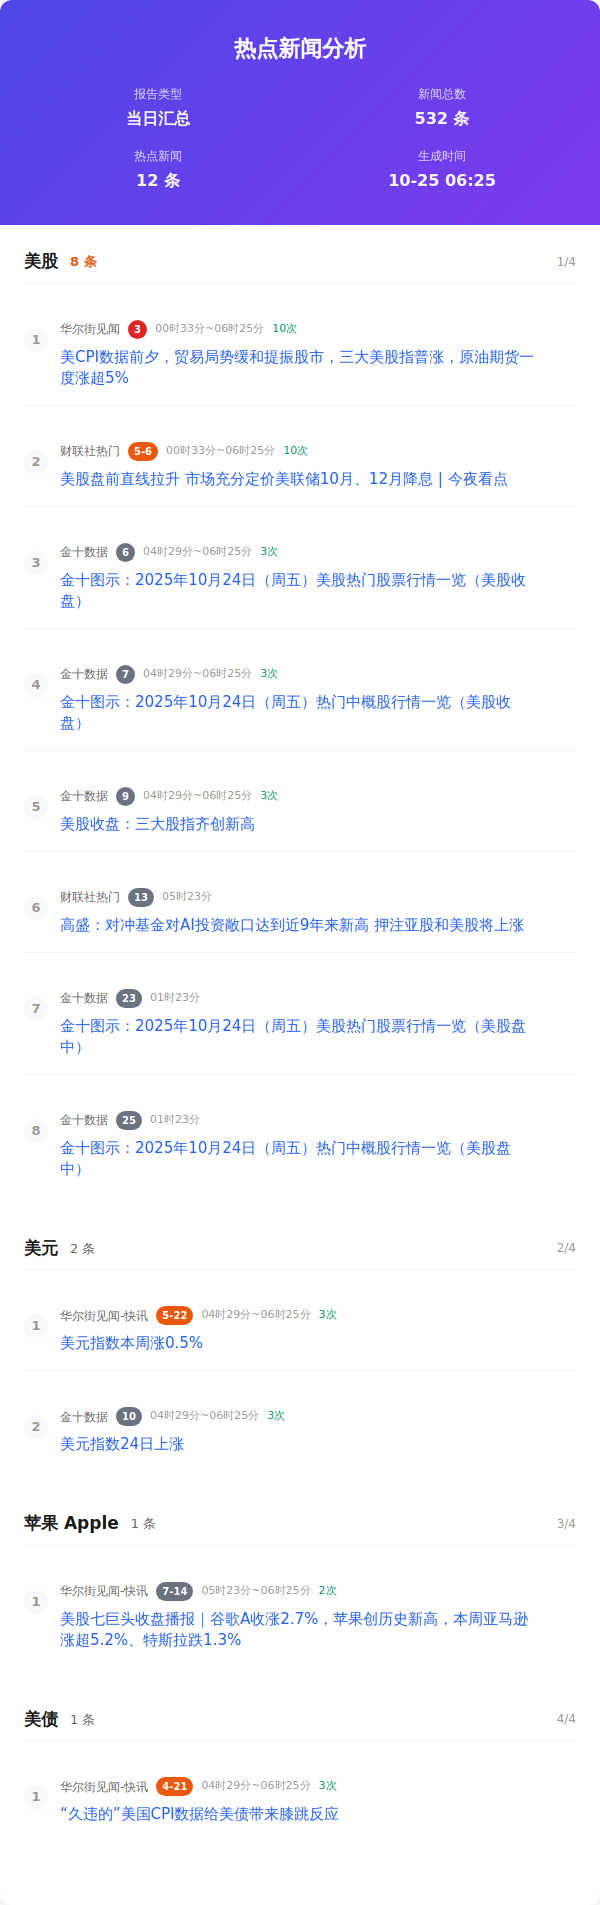 热点新闻分析
报告类型
当日汇总
新闻总数
532 条
热点新闻
12 条
生成时间
10-25 06:25
美股 8 条 1/4
1
华尔街见闻 3 00时33分~06时25分 10次
美CPI数据前夕，贸易局势缓和提振股市，三大美股指普涨，原油期货一
度涨超5%
2
财联社热门 5-6 00时33分~06时25分 10次
美股盘前直线拉升 市场充分定价美联储10月、12月降息 | 今夜看点
3
金十数据 6 04时29分~06时25分 3次
金十图示：2025年10月24日（周五）美股热门股票行情一览（美股收
盘）
4
金十数据 7 04时29分~06时25分 3次
金十图示：2025年10月24日（周五）热门中概股行情一览（美股收
盘）
5
金十数据 9 04时29分~06时25分 3次
美股收盘：三大股指齐创新高
6
财联社热门 13 05时23分
高盛：对冲基金对AI投资敞口达到近9年来新高 押注亚股和美股将上涨
7
金十数据 23 01时23分
金十图示：2025年10月24日（周五）美股热门股票行情一览（美股盘
中）
8
金十数据 25 01时23分
金十图示：2025年10月24日（周五）热门中概股行情一览（美股盘
中）
美元 2 条 2/4
1
华尔街见闻-快讯 5-22 04时29分~06时25分 3次
美元指数本周涨0.5%
2
金十数据 10 04时29分~06时25分 3次
美元指数24日上涨
苹果 Apple 1 条 3/4
1
华尔街见闻-快讯 7-14 05时23分~06时25分 2次
美股七巨头收盘播报｜谷歌A收涨2.7%，苹果创历史新高，本周亚马逊
涨超5.2%、特斯拉跌1.3%
美债 1 条 4/4
1
华尔街见闻-快讯 4-21 04时29分~06时25分 3次
“久违的”美国CPI数据给美债带来膝跳反应